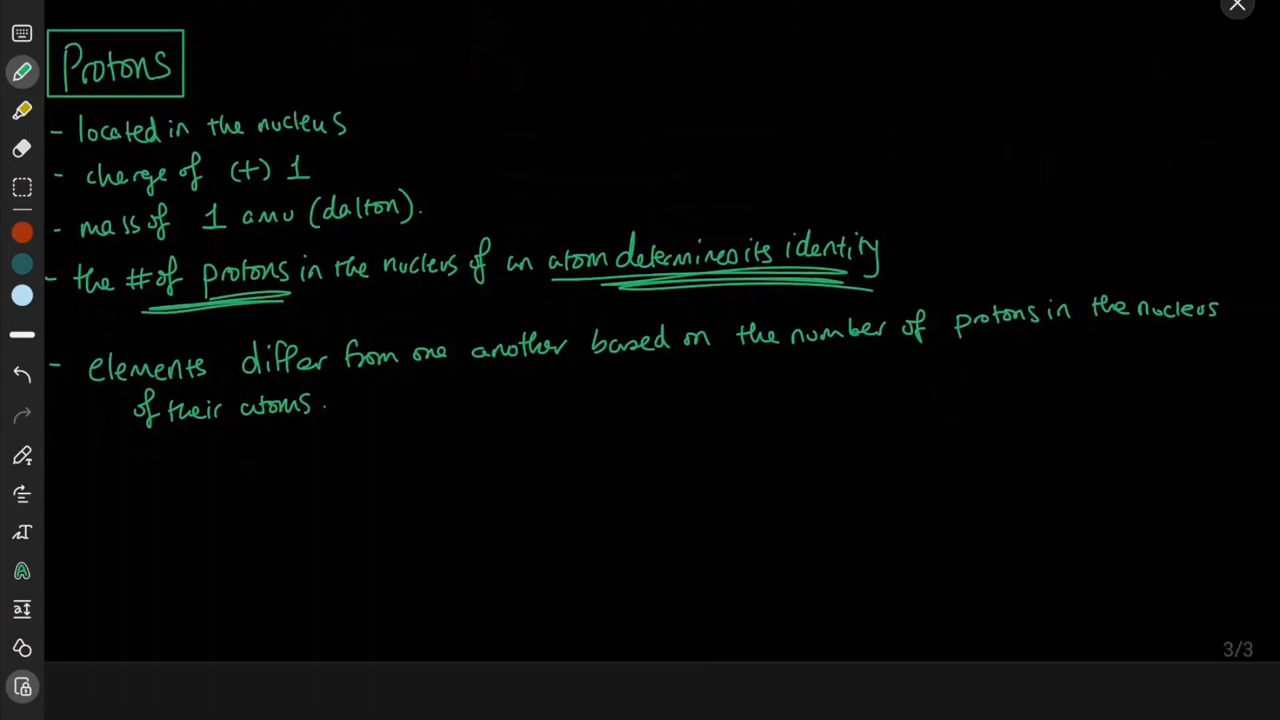 Protons
- located in the nucleus
- charge of (+) 1
- mass of 1 amu (dalton).
- the # of protons in the nucleus of an atom determines its identity
- elements differ from one another based on the number of protons in the nucleus
of their atoms.
3/3